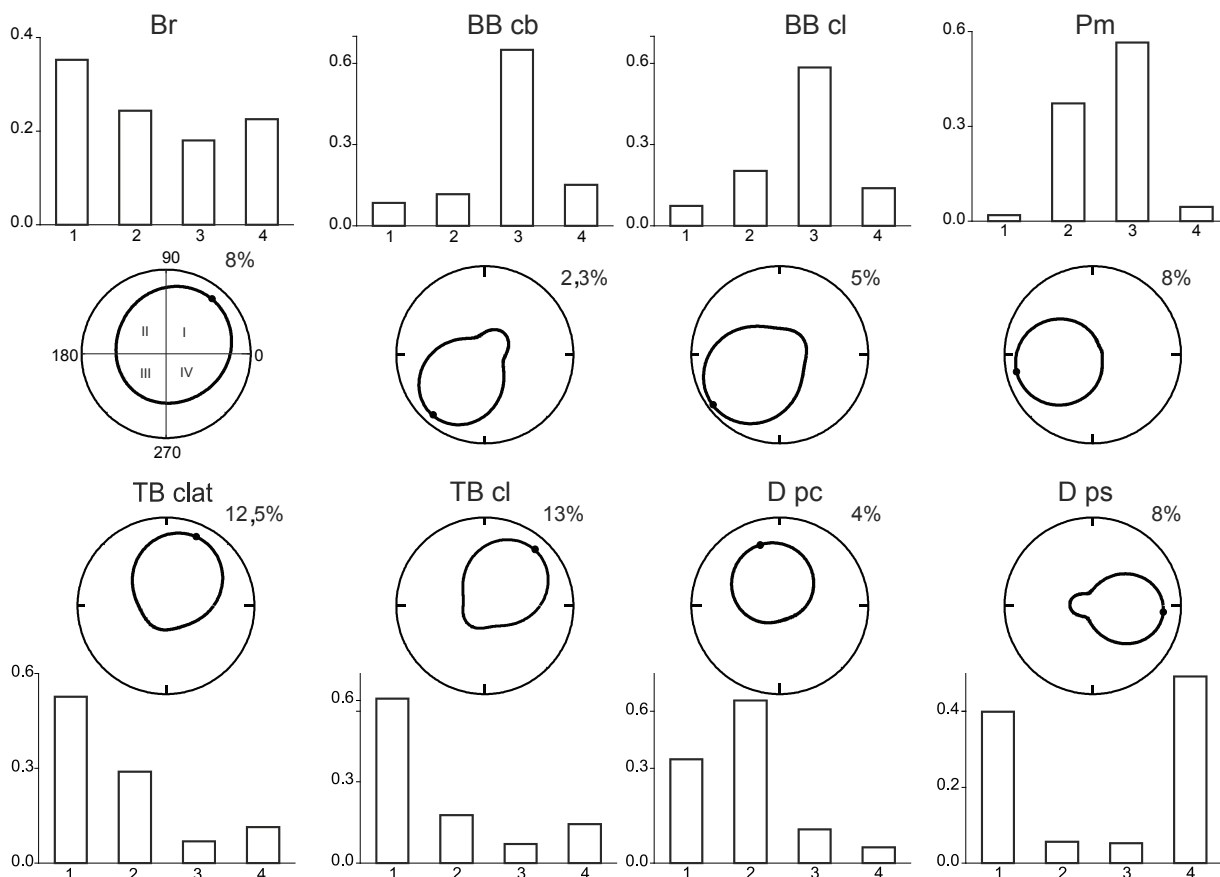 Br BB cb BB cl Pm
0.4 0.6 0.6 0.6
0.2 0.3 0.3 0.3
0.0 0.0 0.0 0.0
1 2 3 4 1 2 3 4 1 2 3 4 1 2 3 4
90 8% 2,3% 5% 8%
II I
180 0
III IV
270
TB clat TB cl D pc D ps
12,5% 13% 4% 8%
0.6 0.6 0.6 0.4
0.3 0.3 0.3 0.2
0.0 0.0 0.0 0.0
1 2 3 4 1 2 3 4 1 2 3 4 1 2 3 4